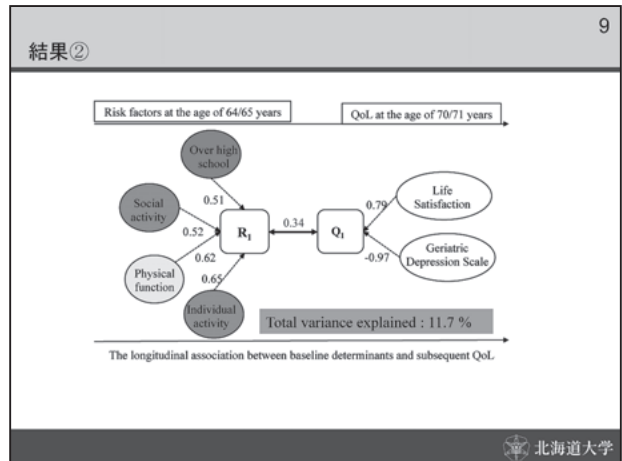 9
結果②
Risk factors at the age of 64/65 years
QoL at the age of 70/71 years
Over high
school
0.51
Social
activity
0.52
Physical
function
0.62
0.65
Individual
activity
R1
0.34
Q1
0.79
Life
Satisfaction
-0.97
Geriatric
Depression Scale
Total variance explained : 11.7 %
The longitudinal association between baseline determinants and subsequent QoL
北海道大学